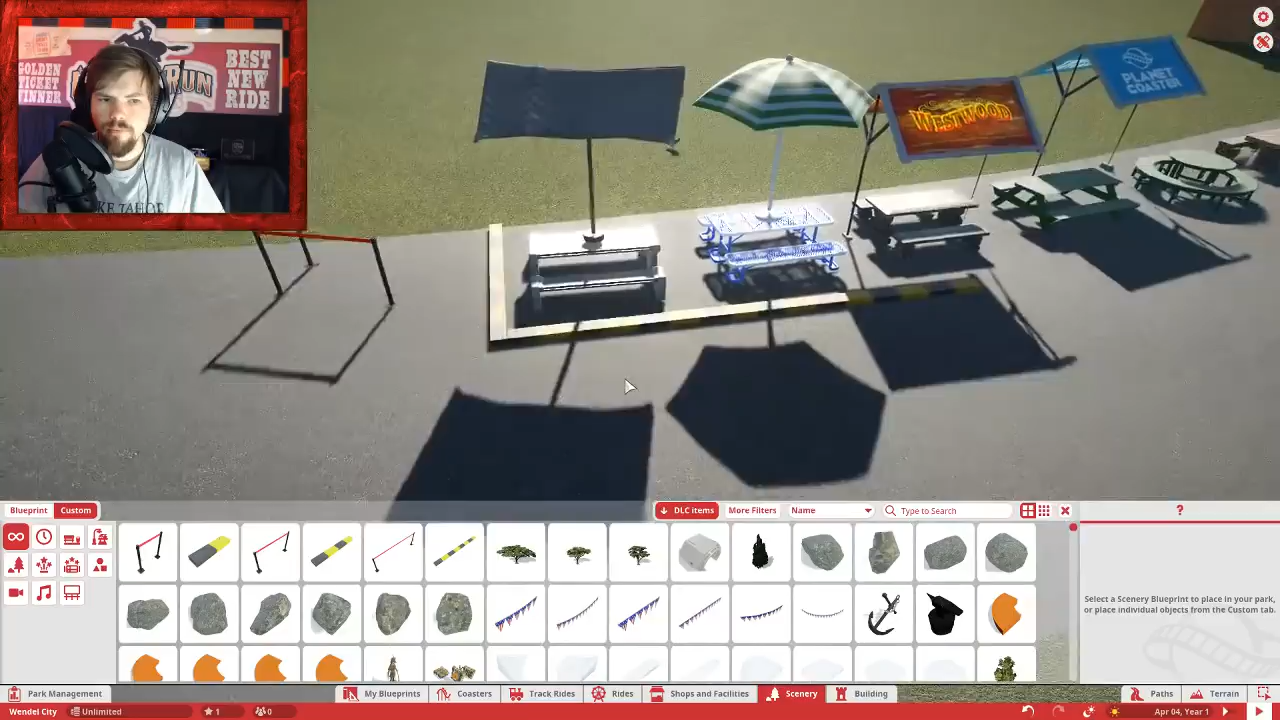 GOLDEN
TICKET
WINNER
RUN
BEST
NEW
RIDE
KE TAHOE
WESTWOOD
PLANET
COASTER
Blueprint
Custom
DLC items
More Filters
Name
Type to Search
?
Select a Scenery Blueprint to place in your park,
or place individual objects from the Custom tab.
Park Management
My Blueprints
Coasters
Track Rides
Rides
Shops and Facilities
Scenery
Building
Paths
Terrain
Wendel City
Unlimited
1
0
Apr 04, Year 1